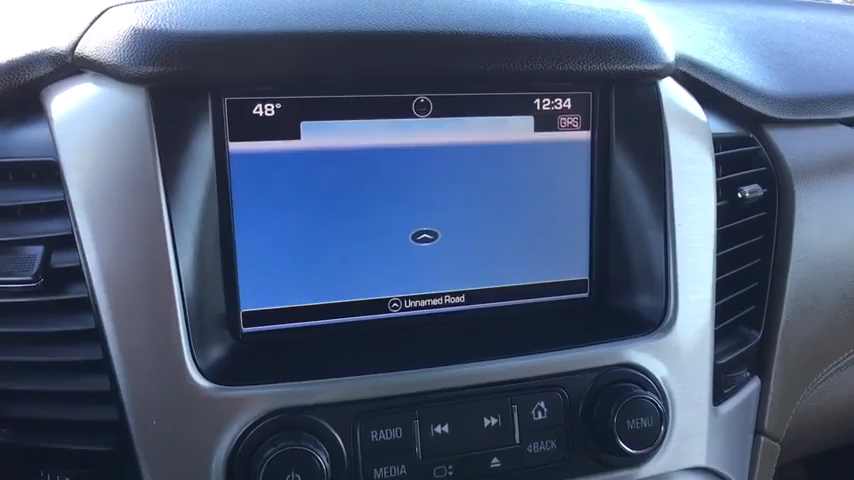 48°
12:34
GPS
Unnamed Road
RADIO
MEDIA
BACK
MENU